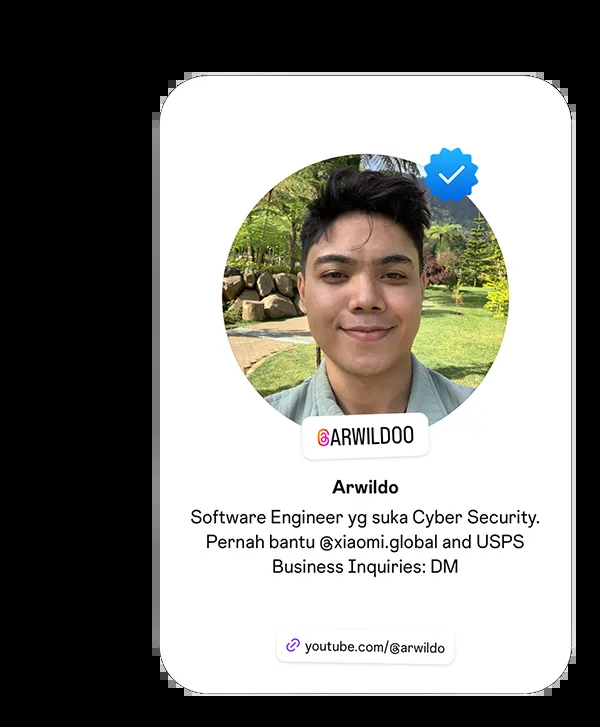 @ARWILDOO
Arwildo
Software Engineer yg suka Cyber Security.
Pernah bantu @xiaomi.global and USPS
Business Inquiries: DM
youtube.com/@arwildo